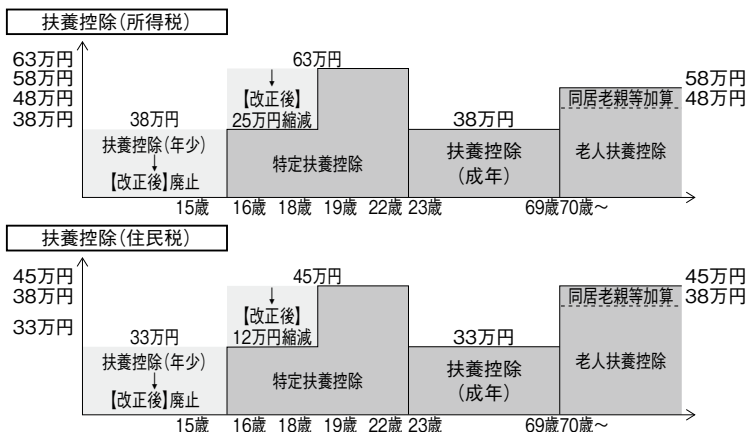 扶養控除(所得税)
63万円
58万円
48万円
38万円
63万円
【改正後】
25万円縮減
38万円
扶養控除(年少)
【改正後】廃止
特定扶養控除
38万円
扶養控除
(成年)
同居老親等加算
老人扶養控除
58万円
48万円
15歳 16歳 18歳 19歳 22歳 23歳 69歳70歳~
扶養控除(住民税)
45万円
38万円
33万円
45万円
【改正後】
12万円縮減
33万円
扶養控除(年少)
【改正後】廃止
特定扶養控除
33万円
扶養控除
(成年)
同居老親等加算
老人扶養控除
45万円
38万円
15歳 16歳 18歳 19歳 22歳 23歳 69歳70歳~